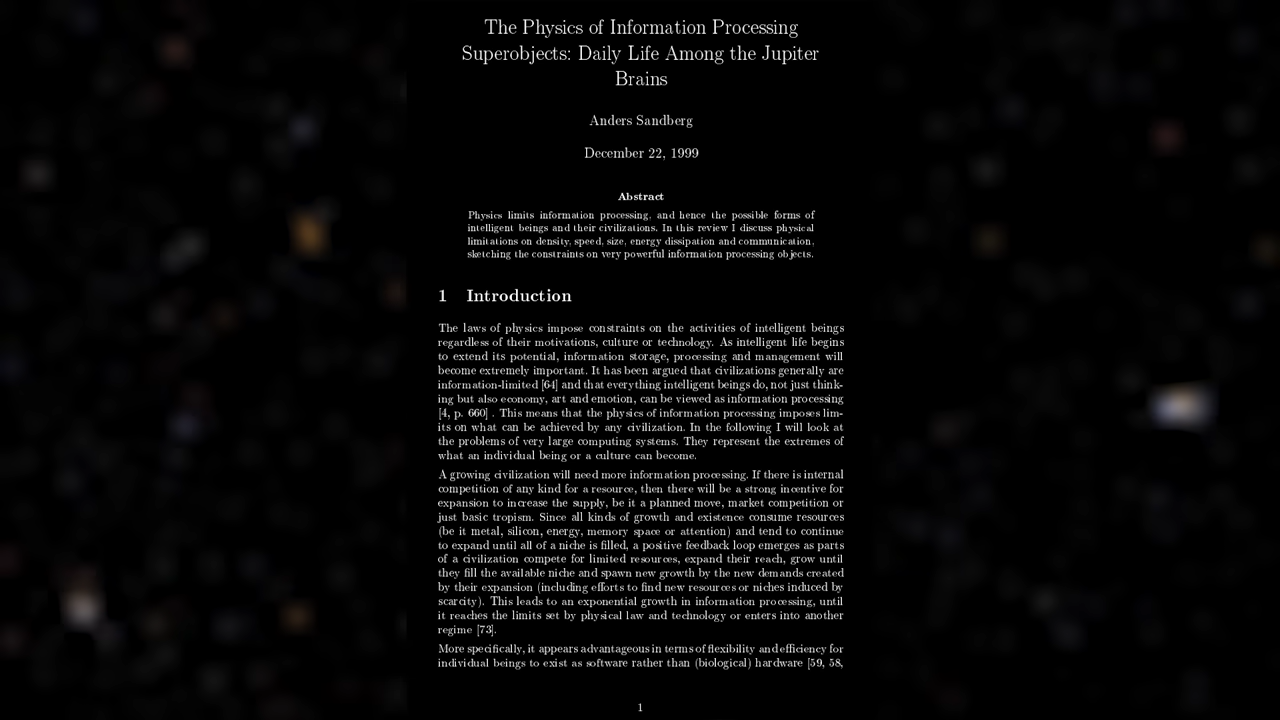 The Physics of Information Processing
Superobjects: Daily Life Among the Jupiter
Brains
Anders Sandberg
December 22, 1999
Abstract
Physics limits information processing, and hence the possible forms of
intelligent beings and their civilizations. In this review I discuss physical
limitations on density, speed, size, energy dissipation and communication,
sketching the constraints on very powerful information processing objects.
1 Introduction
The laws of physics impose constraints on the activities of intelligent beings
regardless of their motivations, culture or technology. As intelligent life begins
to extend its potential, information storage, processing and management will
become extremely important. It has been argued that civilizations generally are
information-limited [64] and that everything intelligent beings do, not just think-
ing but also economy, art and emotion, can be viewed as information processing
[4, p. 660] . This means that the physics of information processing imposes lim-
its on what can be achieved by any civilization. In the following I will look at
the problems of very large computing systems. They represent the extremes of
what an individual being or a culture can become.
A growing civilization will need more information processing. If there is internal
competition of any kind for a resource, then there will be a strong incentive for
expansion to increase the supply, be it a planned move, market competition or
just basic tropism. Since all kinds of growth and existence consume resources
(be it metal, silicon, energy, memory space or attention) and tend to continue
to expand until all of a niche is filled, a positive feedback loop emerges as parts
of a civilization compete for limited resources, expand their reach, grow until
they fill the available niche and spawn new growth by the new demands created
by their expansion (including efforts to find new resources or niches induced by
scarcity). This leads to an exponential growth in information processing, until
it reaches the limits set by physical law and technology or enters into another
regime [73].
More specifically, it appears advantageous in terms of flexibility and efficiency for
individual beings to exist as software rather than (biological) hardware [59, 58,
1